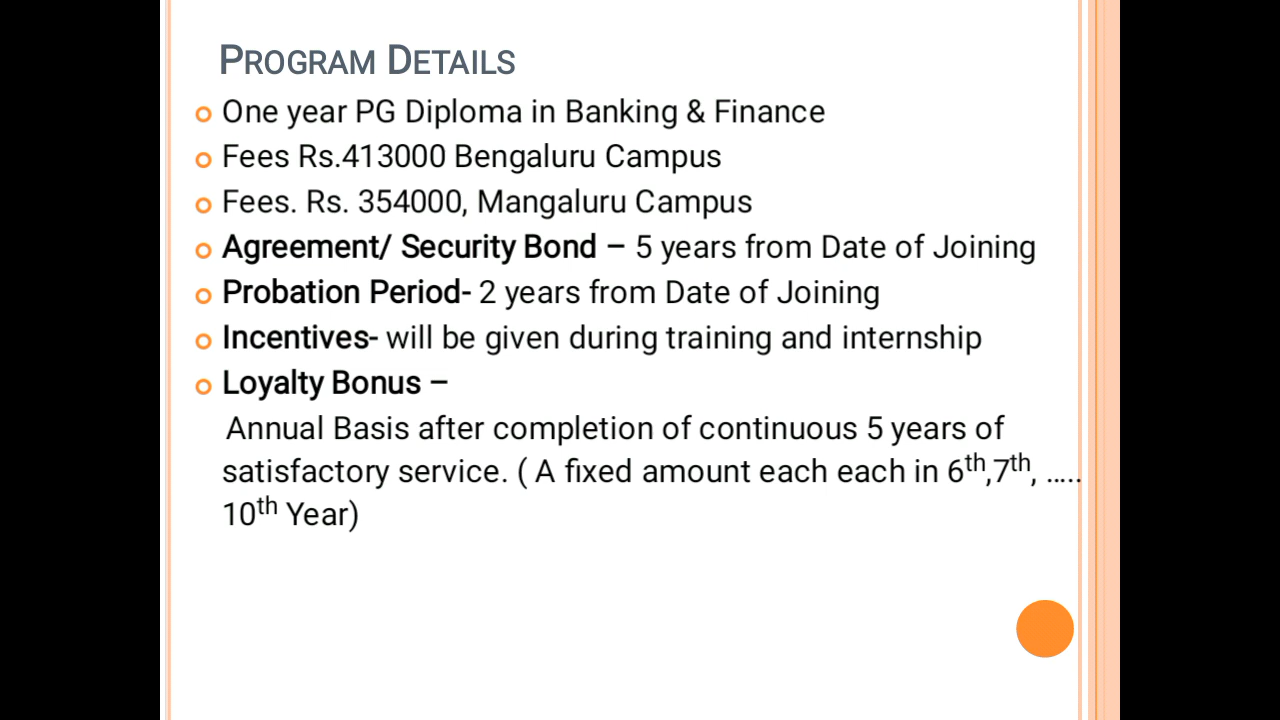 PROGRAM DETAILS
One year PG Diploma in Banking & Finance
Fees Rs.413000 Bengaluru Campus
Fees. Rs. 354000, Mangaluru Campus
Agreement/ Security Bond – 5 years from Date of Joining
Probation Period- 2 years from Date of Joining
Incentives- will be given during training and internship
Loyalty Bonus –
Annual Basis after completion of continuous 5 years of
satisfactory service. ( A fixed amount each each in 6th,7th, .....
10th Year)